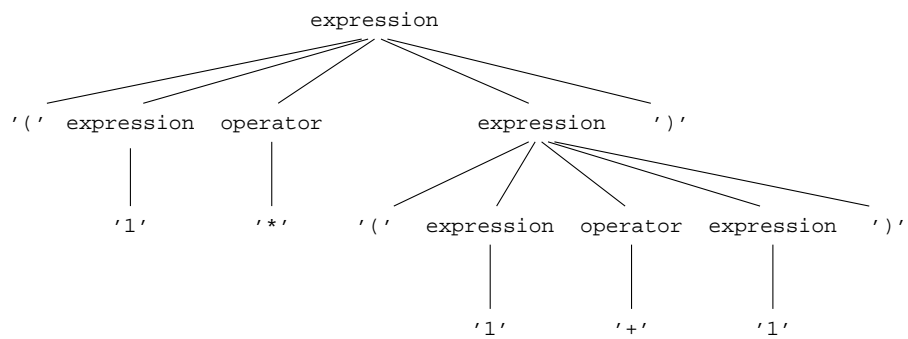 expression
'(' expression operator expression ')'
'1' '*' '(' expression operator expression ')'
'1' '+' '1'